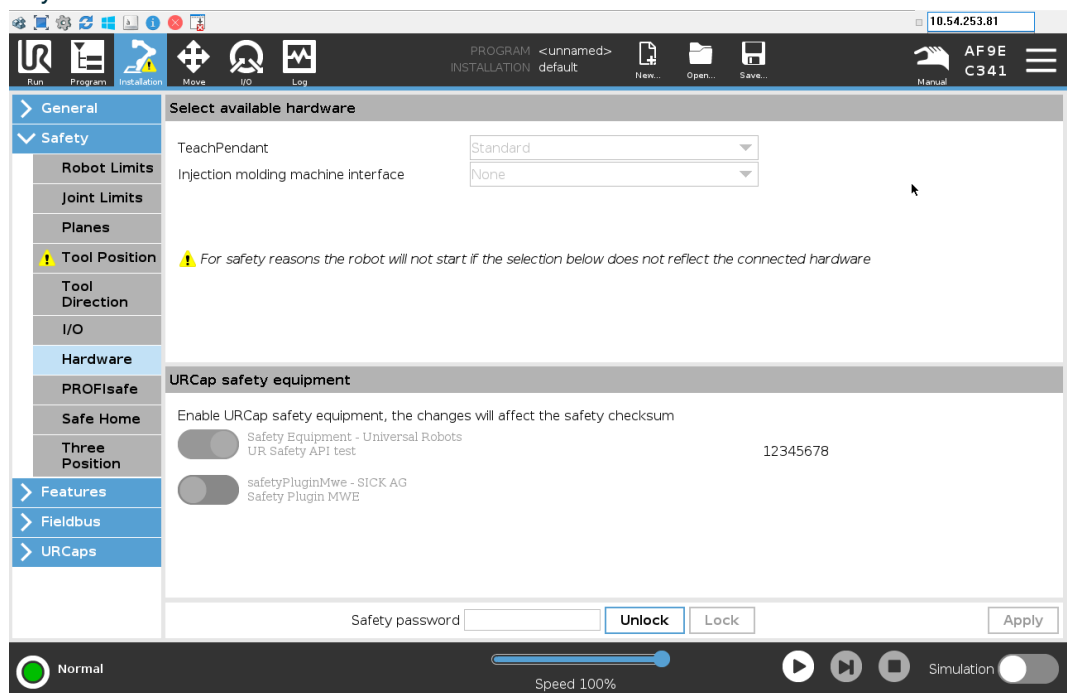 10.54.253.81
PROGRAM <unnamed>
INSTALLATION default
Run Program Installation Move I/O Log New... Open... Save... Manual
AF9E
C341
General
Safety
Robot Limits
Joint Limits
Planes
Tool Position
Tool
Direction
I/O
Hardware
PROFIsafe
Safe Home
Three
Position
Features
Fieldbus
URCaps
Select available hardware
TeachPendant Standard
Injection molding machine interface None
For safety reasons the robot will not start if the selection below does not reflect the connected hardware
URCap safety equipment
Enable URCap safety equipment, the changes will affect the safety checksum
Safety Equipment - Universal Robots
UR Safety API test
12345678
safetyPluginMwe - SICK AG
Safety Plugin MWE
Safety password Unlock Lock Apply
Normal
Speed 100%
Simulation